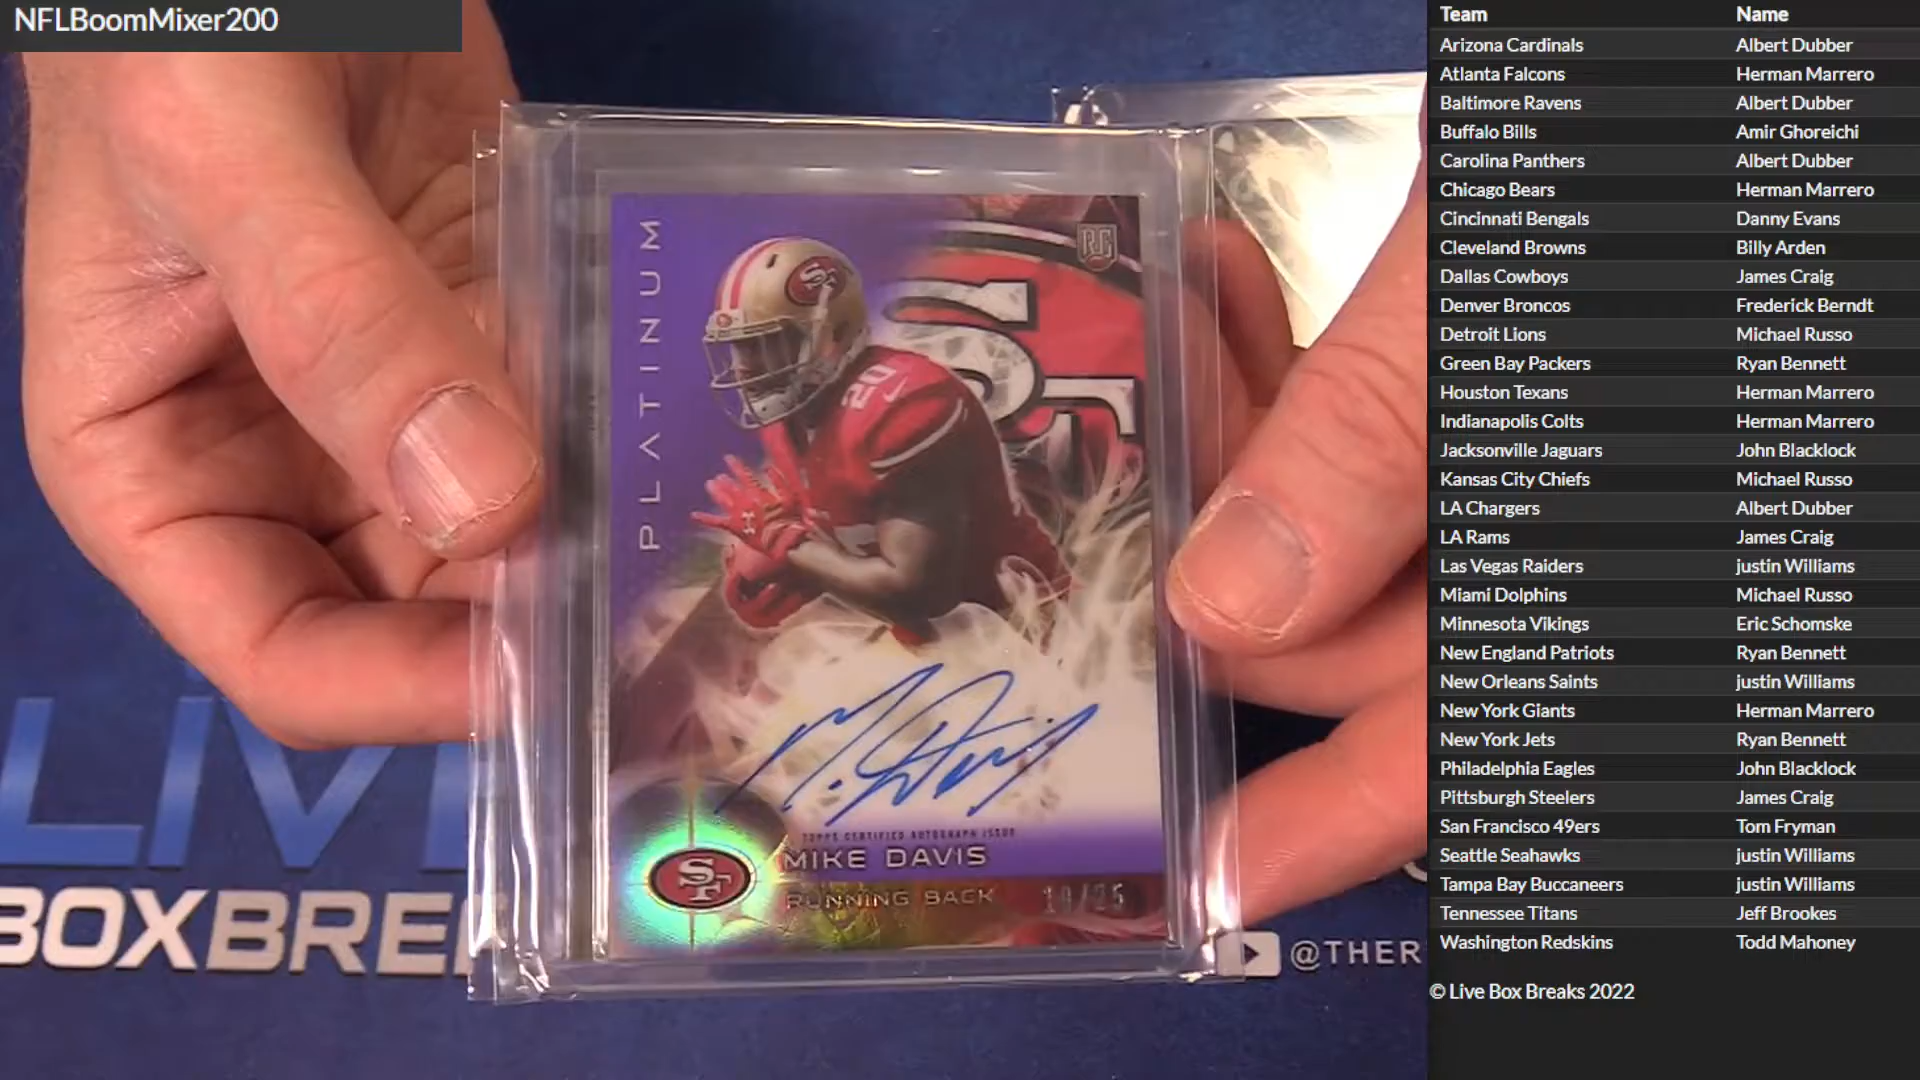 NFLBoomMixer200
PLATINUM
RC
SF
20
TOPPS CERTIFIED AUTOGRAPH ISSUE
MIKE DAVIS
SF
RUNNING BACK
LIV
BOXBRE
@THER
Team Name
Arizona Cardinals Albert Dubber
Atlanta Falcons Herman Marrero
Baltimore Ravens Albert Dubber
Buffalo Bills Amir Ghoreichi
Carolina Panthers Albert Dubber
Chicago Bears Herman Marrero
Cincinnati Bengals Danny Evans
Cleveland Browns Billy Arden
Dallas Cowboys James Craig
Denver Broncos Frederick Berndt
Detroit Lions Michael Russo
Green Bay Packers Ryan Bennett
Houston Texans Herman Marrero
Indianapolis Colts Herman Marrero
Jacksonville Jaguars John Blacklock
Kansas City Chiefs Michael Russo
LA Chargers Albert Dubber
LA Rams James Craig
Las Vegas Raiders justin Williams
Miami Dolphins Michael Russo
Minnesota Vikings Eric Schomske
New England Patriots Ryan Bennett
New Orleans Saints justin Williams
New York Giants Herman Marrero
New York Jets Ryan Bennett
Philadelphia Eagles John Blacklock
Pittsburgh Steelers James Craig
San Francisco 49ers Tom Fryman
Seattle Seahawks justin Williams
Tampa Bay Buccaneers justin Williams
Tennessee Titans Jeff Brookes
Washington Redskins Todd Mahoney
© Live Box Breaks 2022